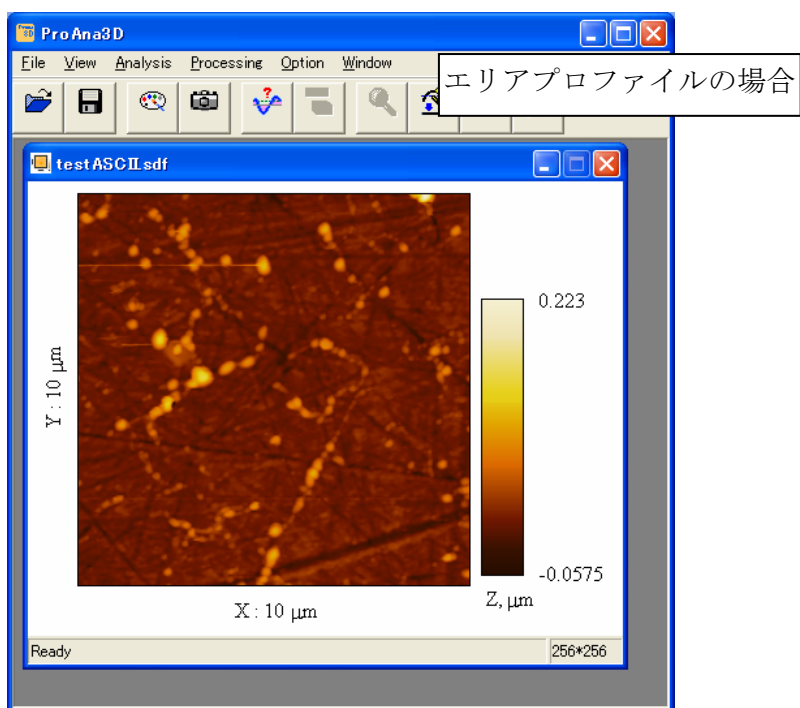 ProAna3D
File View Analysis Processing Option Window
エリアプロファイルの場合
testASCII.sdf
0.223
Y : 10 μm
-0.0575
Z, μm
X : 10 μm
Ready
256*256